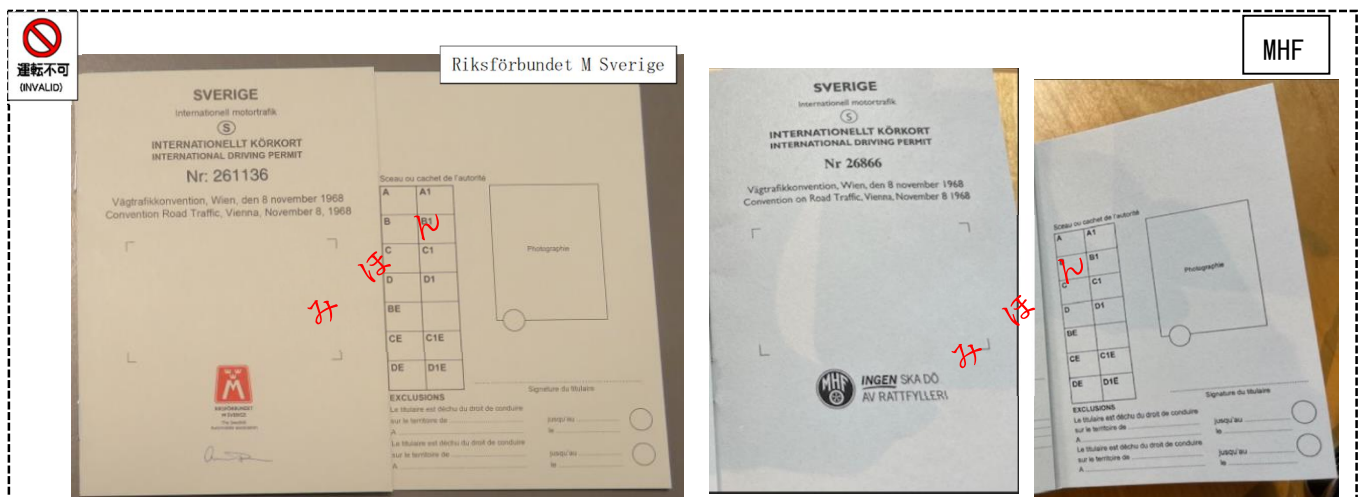 運転不可
(INVALID)
Riksförbundet M Sverige
MHF
SVERIGE
Internationell motortrafik
S
INTERNATIONELLT KÖRKORT
INTERNATIONAL DRIVING PERMIT
Nr: 261136
Vägtrafikkonvention, Wien, den 8 november 1968
Convention Road Traffic, Vienna, November 8, 1968
M
RIKSFÖRBUNDET
M SVERIGE
The Swedish
Automobile Association
Sceau ou cachet de l'autorité
A A1
B B1
C C1
D D1
BE
CE C1E
DE D1E
Photographie
Signature du titulaire
EXCLUSIONS
Le titulaire est déchu du droit de conduire
sur le territoire de jusqu'au
A le
Le titulaire est déchu du droit de conduire
sur le territoire de jusqu'au
A le
みほん
SVERIGE
Internationell motortrafik
S
INTERNATIONELLT KÖRKORT
INTERNATIONAL DRIVING PERMIT
Nr 26866
Vägtrafikkonvention, Wien, den 8 november 1968
Convention on Road Traffic, Vienna, November 8 1968
MHF
INGEN SKA DÖ
AV RATTFYLLERI
Sceau ou cachet de l'autorité
A A1
B1
C C1
D D1
BE
CE C1E
DE D1E
Photographie
Signature du titulaire
EXCLUSIONS
Le titulaire est déchu du droit de conduire
sur le territoire de jusqu'au
A le
Le titulaire est déchu du droit de conduire
sur le territoire de jusqu'au
A le
みほん